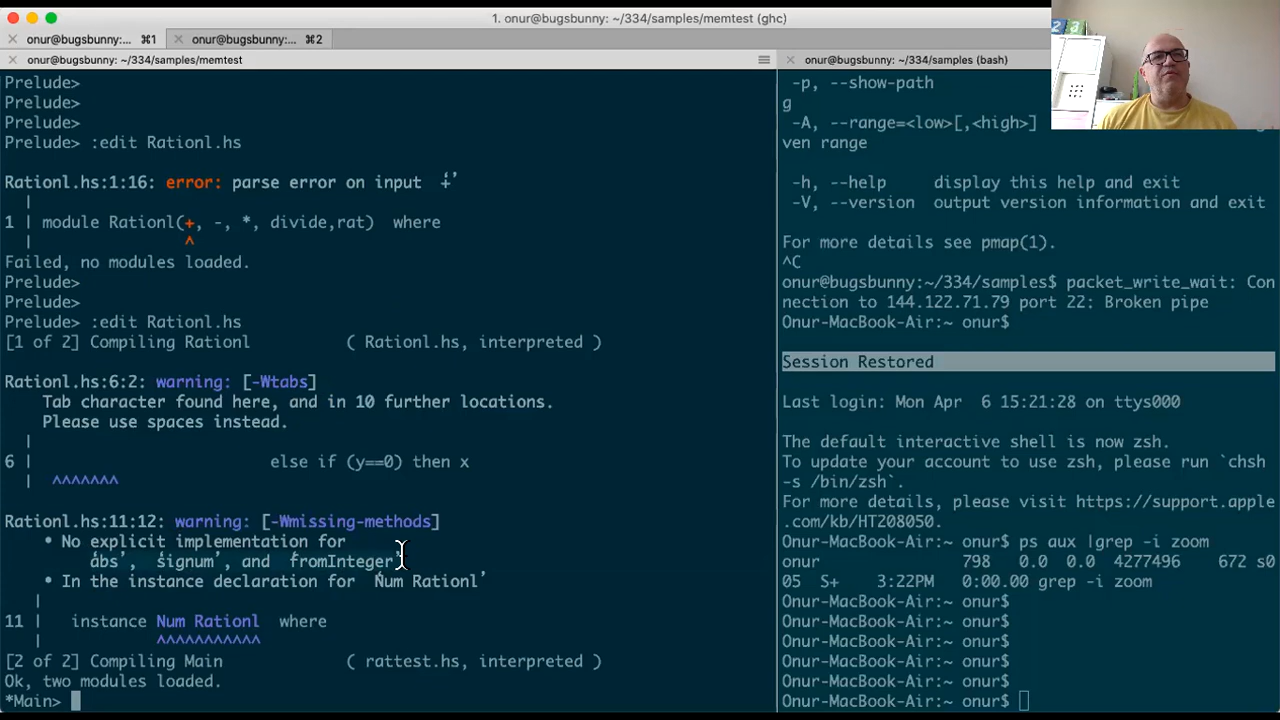 1. onur@bugsbunny: ~/334/samples/memtest (ghc)
onur@bugsbunny: ~/... ⌘1
onur@bugsbunny: ~/... ⌘2
onur@bugsbunny: ~/334/samples/memtest
Prelude>
Prelude>
Prelude>
Prelude> :edit Rationl.hs
Rationl.hs:1:16: error: parse error on input ‘+’
|
1 | module Rationl(+, -, *, divide,rat) where
| ^
Failed, no modules loaded.
Prelude>
Prelude>
Prelude> :edit Rationl.hs
[1 of 2] Compiling Rationl ( Rationl.hs, interpreted )
Rationl.hs:6:2: warning: [-Wtabs]
Tab character found here, and in 10 further locations.
Please use spaces instead.
|
6 | else if (y==0) then x
| ^^^^^^^
Rationl.hs:11:12: warning: [-Wmissing-methods]
• No explicit implementation for
‘abs’, ‘signum’, and ‘fromInteger’
• In the instance declaration for ‘Num Rationl’
|
11 | instance Num Rationl where
| ^^^^^^^^^^^
[2 of 2] Compiling Main ( rattest.hs, interpreted )
Ok, two modules loaded.
*Main>
onur@bugsbunny: ~/334/samples (bash)
-p, --show-path
g
-A, --range=<low>[,<high>]
ven range
-h, --help display this help and exit
-V, --version output version information and exit
For more details see pmap(1).
^C
onur@bugsbunny:~/334/samples$ packet_write_wait: Con
nection to 144.122.71.79 port 22: Broken pipe
Onur-MacBook-Air:~ onur$
Session Restored
Last login: Mon Apr 6 15:21:28 on ttys000
The default interactive shell is now zsh.
To update your account to use zsh, please run `chsh
-s /bin/zsh`.
For more details, please visit https://support.apple
.com/kb/HT208050.
Onur-MacBook-Air:~ onur$ ps aux |grep -i zoom
onur 798 0.0 0.0 4277496 672 s0
05 S+ 3:22PM 0:00.00 grep -i zoom
Onur-MacBook-Air:~ onur$
Onur-MacBook-Air:~ onur$
Onur-MacBook-Air:~ onur$
Onur-MacBook-Air:~ onur$
Onur-MacBook-Air:~ onur$
Onur-MacBook-Air:~ onur$